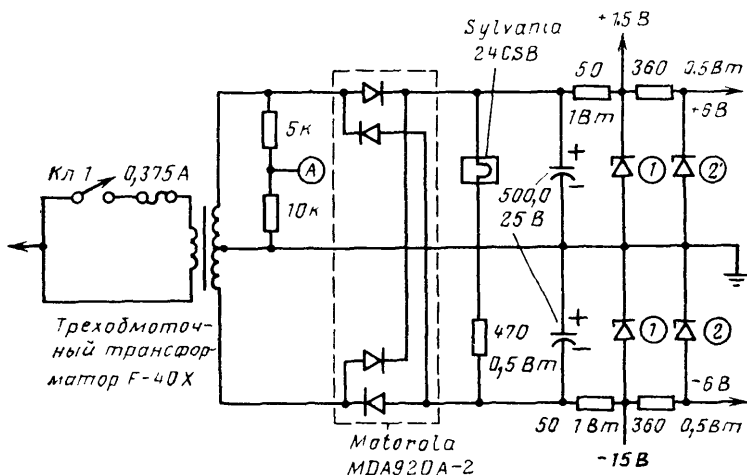 +15 В
Sylvania
24CSB
50
360
0.5 Вт
1 Вт
+6 В
Кл 1
0,375 А
5к
А
10к
500,0
25 В
+
−
1
2'
Трехобмоточ-
ный трансфор-
матор F-40X
470
0,5 Вт
+
−
1
2
−6 В
50
1 Вт
360
0,5 Вт
Motorola
MDA920A-2
−15 В